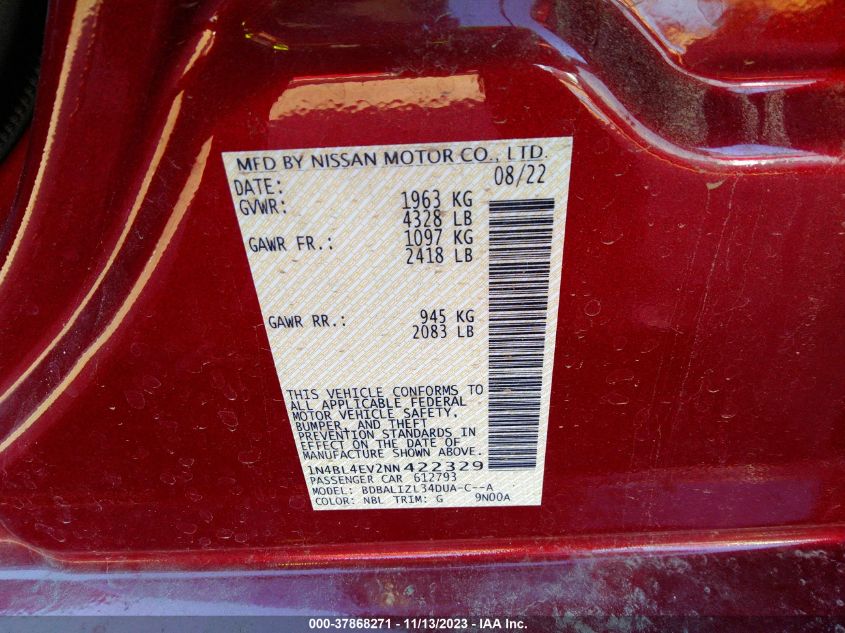 MFD BY NISSAN MOTOR CO., LTD.
DATE: 08/22
GVWR: 1963 KG
4328 LB
GAWR FR.: 1097 KG
2418 LB
GAWR RR.: 945 KG
2083 LB
THIS VEHICLE CONFORMS TO
ALL APPLICABLE FEDERAL
MOTOR VEHICLE SAFETY,
BUMPER, AND THEFT
PREVENTION STANDARDS IN
EFFECT ON THE DATE OF
MANUFACTURE SHOWN ABOVE.
1N4BL4EV2NN422329
PASSENGER CAR 612793
MODEL: BDBALIZL34DUA-C--A
COLOR: NBL TRIM: G 9N00A
000-37868271 - 11/13/2023 - IAA Inc.